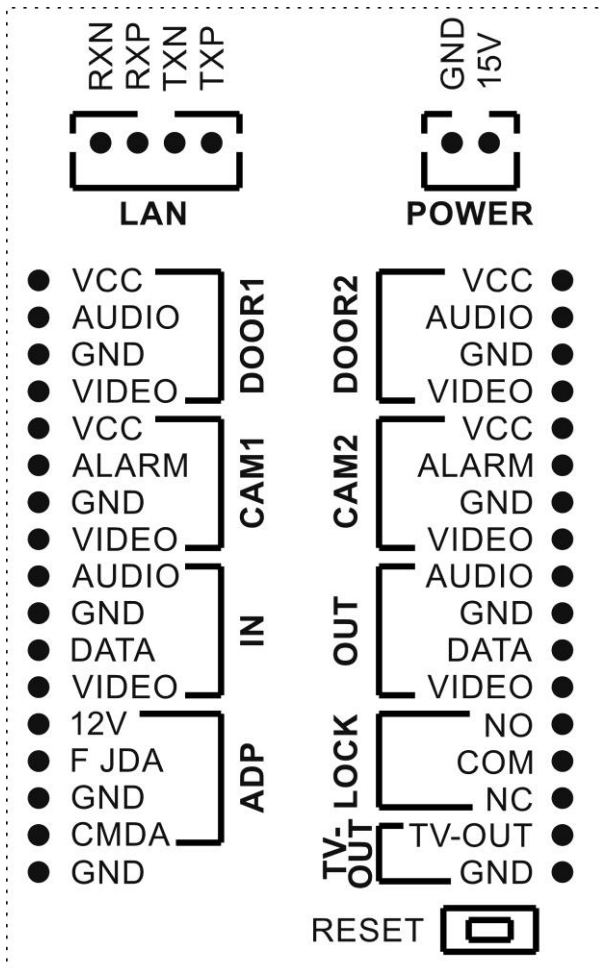 RXN
RXP
TXN
TXP
LAN
GND
15V
POWER
VCC
AUDIO
GND
VIDEO
DOOR1
VCC
ALARM
GND
VIDEO
CAM1
AUDIO
GND
DATA
VIDEO
IN
12V
F JDA
GND
CMDA
ADP
GND
VCC
AUDIO
GND
VIDEO
DOOR2
VCC
ALARM
GND
VIDEO
CAM2
AUDIO
GND
DATA
VIDEO
OUT
NO
COM
NC
LOCK
TV-OUT
GND
TV-
OUT
RESET